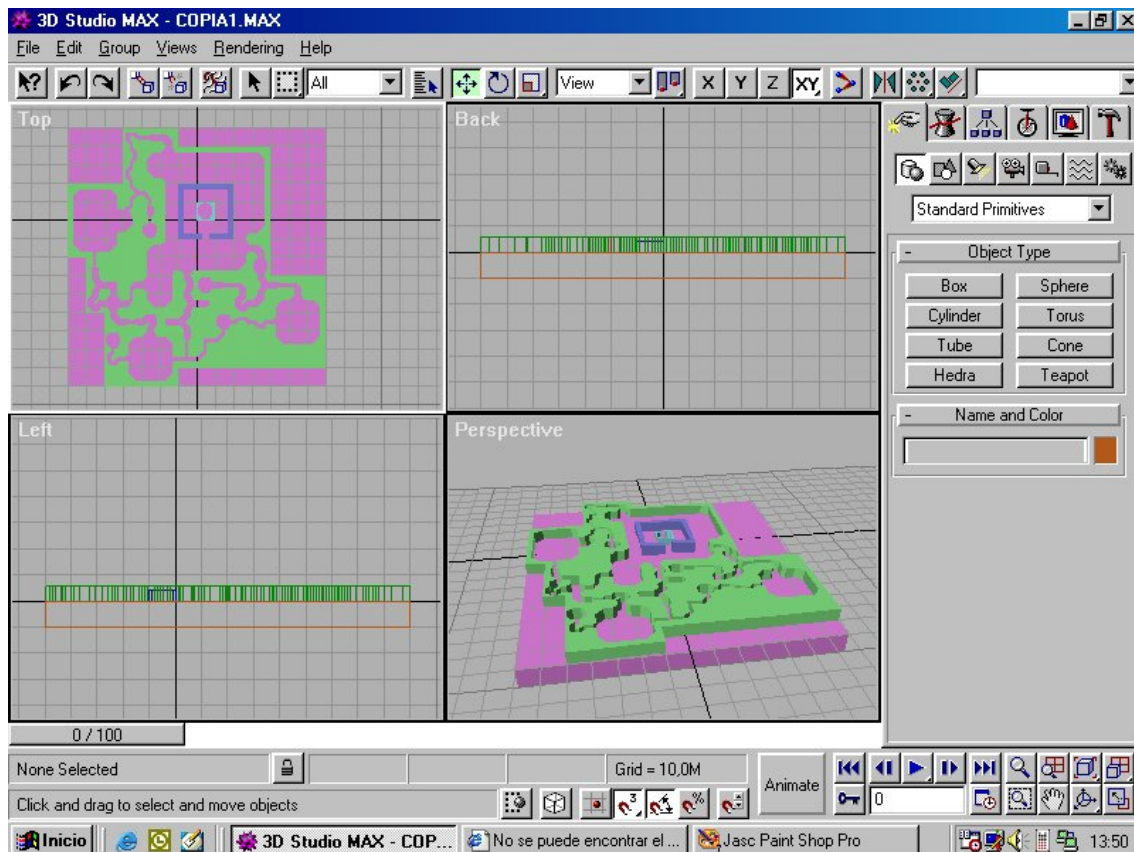 3D Studio MAX - COPIA1.MAX
File Edit Group Views Rendering Help
All
View
X Y Z XY
Top
Back
Left
Perspective
Standard Primitives
- Object Type
Box Sphere
Cylinder Torus
Tube Cone
Hedra Teapot
- Name and Color
0 / 100
None Selected
Grid = 10,0M
Animate
0
Click and drag to select and move objects
3
%
Inicio
3D Studio MAX - COP...
No se puede encontrar el ...
Jasc Paint Shop Pro
13:50